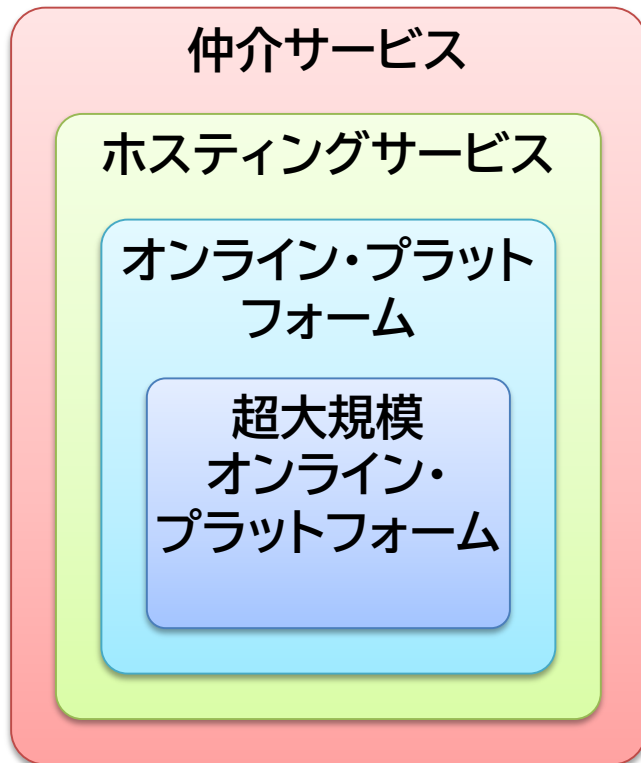 仲介サービス
ホスティングサービス
オンライン・プラット
フォーム
超大規模
オンライン・
プラットフォーム